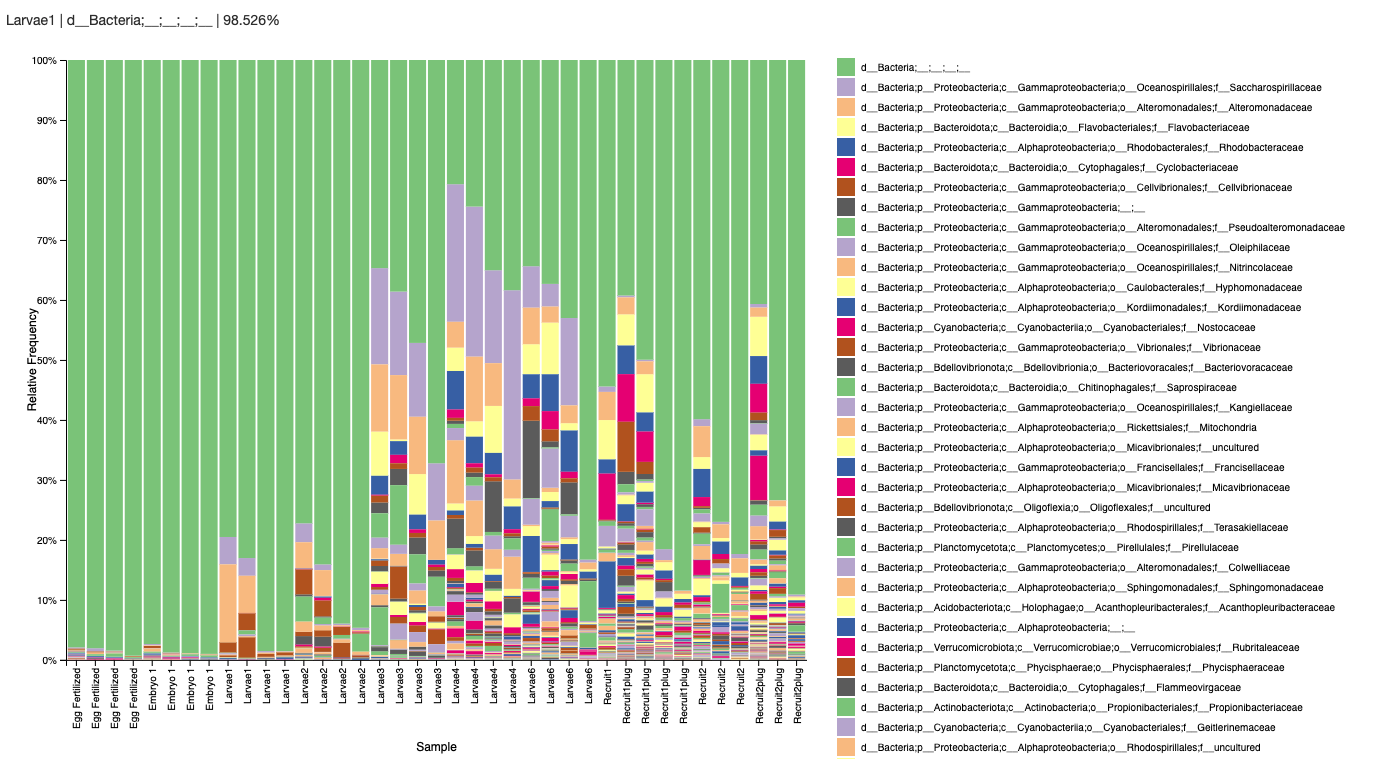 Larvae1 | d__Bacteria;__;__;__;__ | 98.526%
100%
90%
80%
70%
60%
50%
40%
30%
20%
10%
0%
Relative Frequency
Egg Fertilized
Egg Fertilized
Egg Fertilized
Egg Fertilized
Embryo 1
Embryo 1
Embryo 1
Embryo 1
Larvae1
Larvae1
Larvae1
Larvae1
Larvae2
Larvae2
Larvae2
Larvae2
Larvae3
Larvae3
Larvae3
Larvae3
Larvae4
Larvae4
Larvae4
Larvae4
Larvae6
Larvae6
Larvae6
Larvae6
Recruit1
Recruit1plug
Recruit1plug
Recruit1plug
Recruit1plug
Recruit2
Recruit2
Recruit2
Recruit2plug
Recruit2plug
Recruit2plug
Sample
d__Bacteria;__;__;__;__
d__Bacteria;p__Proteobacteria;c__Gammaproteobacteria;o__Oceanospirillales;f__Saccharospirillaceae
d__Bacteria;p__Proteobacteria;c__Gammaproteobacteria;o__Alteromonadales;f__Alteromonadaceae
d__Bacteria;p__Bacteroidota;c__Bacteroidia;o__Flavobacteriales;f__Flavobacteriaceae
d__Bacteria;p__Proteobacteria;c__Alphaproteobacteria;o__Rhodobacterales;f__Rhodobacteraceae
d__Bacteria;p__Bacteroidota;c__Bacteroidia;o__Cytophagales;f__Cyclobacteriaceae
d__Bacteria;p__Proteobacteria;c__Gammaproteobacteria;o__Cellvibrionales;f__Cellvibrionaceae
d__Bacteria;p__Proteobacteria;c__Gammaproteobacteria;__;__
d__Bacteria;p__Proteobacteria;c__Gammaproteobacteria;o__Alteromonadales;f__Pseudoalteromonadaceae
d__Bacteria;p__Proteobacteria;c__Gammaproteobacteria;o__Oceanospirillales;f__Oleiphilaceae
d__Bacteria;p__Proteobacteria;c__Gammaproteobacteria;o__Oceanospirillales;f__Nitrincolaceae
d__Bacteria;p__Proteobacteria;c__Alphaproteobacteria;o__Caulobacterales;f__Hyphomonadaceae
d__Bacteria;p__Proteobacteria;c__Alphaproteobacteria;o__Kordiimonadales;f__Kordiimonadaceae
d__Bacteria;p__Cyanobacteria;c__Cyanobacteriia;o__Cyanobacteriales;f__Nostocaceae
d__Bacteria;p__Proteobacteria;c__Gammaproteobacteria;o__Vibrionales;f__Vibrionaceae
d__Bacteria;p__Bdellovibrionota;c__Bdellovibrionia;o__Bacteriovoracales;f__Bacteriovoracaceae
d__Bacteria;p__Bacteroidota;c__Bacteroidia;o__Chitinophagales;f__Saprospiraceae
d__Bacteria;p__Proteobacteria;c__Gammaproteobacteria;o__Oceanospirillales;f__Kangiellaceae
d__Bacteria;p__Proteobacteria;c__Alphaproteobacteria;o__Rickettsiales;f__Mitochondria
d__Bacteria;p__Proteobacteria;c__Alphaproteobacteria;o__Micavibrionales;f__uncultured
d__Bacteria;p__Proteobacteria;c__Gammaproteobacteria;o__Francisellales;f__Francisellaceae
d__Bacteria;p__Proteobacteria;c__Alphaproteobacteria;o__Micavibrionales;f__Micavibrionaceae
d__Bacteria;p__Bdellovibrionota;c__Oligoflexia;o__Oligoflexales;f__uncultured
d__Bacteria;p__Proteobacteria;c__Alphaproteobacteria;o__Rhodospirillales;f__Terasakiellaceae
d__Bacteria;p__Planctomycetota;c__Planctomycetes;o__Pirellulales;f__Pirellulaceae
d__Bacteria;p__Proteobacteria;c__Gammaproteobacteria;o__Alteromonadales;f__Colwelliaceae
d__Bacteria;p__Proteobacteria;c__Alphaproteobacteria;o__Sphingomonadales;f__Sphingomonadaceae
d__Bacteria;p__Acidobacteriota;c__Holophagae;o__Acanthopleuribacterales;f__Acanthopleuribacteraceae
d__Bacteria;p__Proteobacteria;c__Alphaproteobacteria;__;__
d__Bacteria;p__Verrucomicrobiota;c__Verrucomicrobiae;o__Verrucomicrobiales;f__Rubritaleaceae
d__Bacteria;p__Planctomycetota;c__Phycisphaerae;o__Phycisphaerales;f__Phycisphaeraceae
d__Bacteria;p__Bacteroidota;c__Bacteroidia;o__Cytophagales;f__Flammeovirgaceae
d__Bacteria;p__Actinobacteriota;c__Actinobacteria;o__Propionibacteriales;f__Propionibacteriaceae
d__Bacteria;p__Cyanobacteria;c__Cyanobacteriia;o__Cyanobacteriales;f__Geitlerinemaceae
d__Bacteria;p__Proteobacteria;c__Alphaproteobacteria;o__Rhodospirillales;f__uncultured